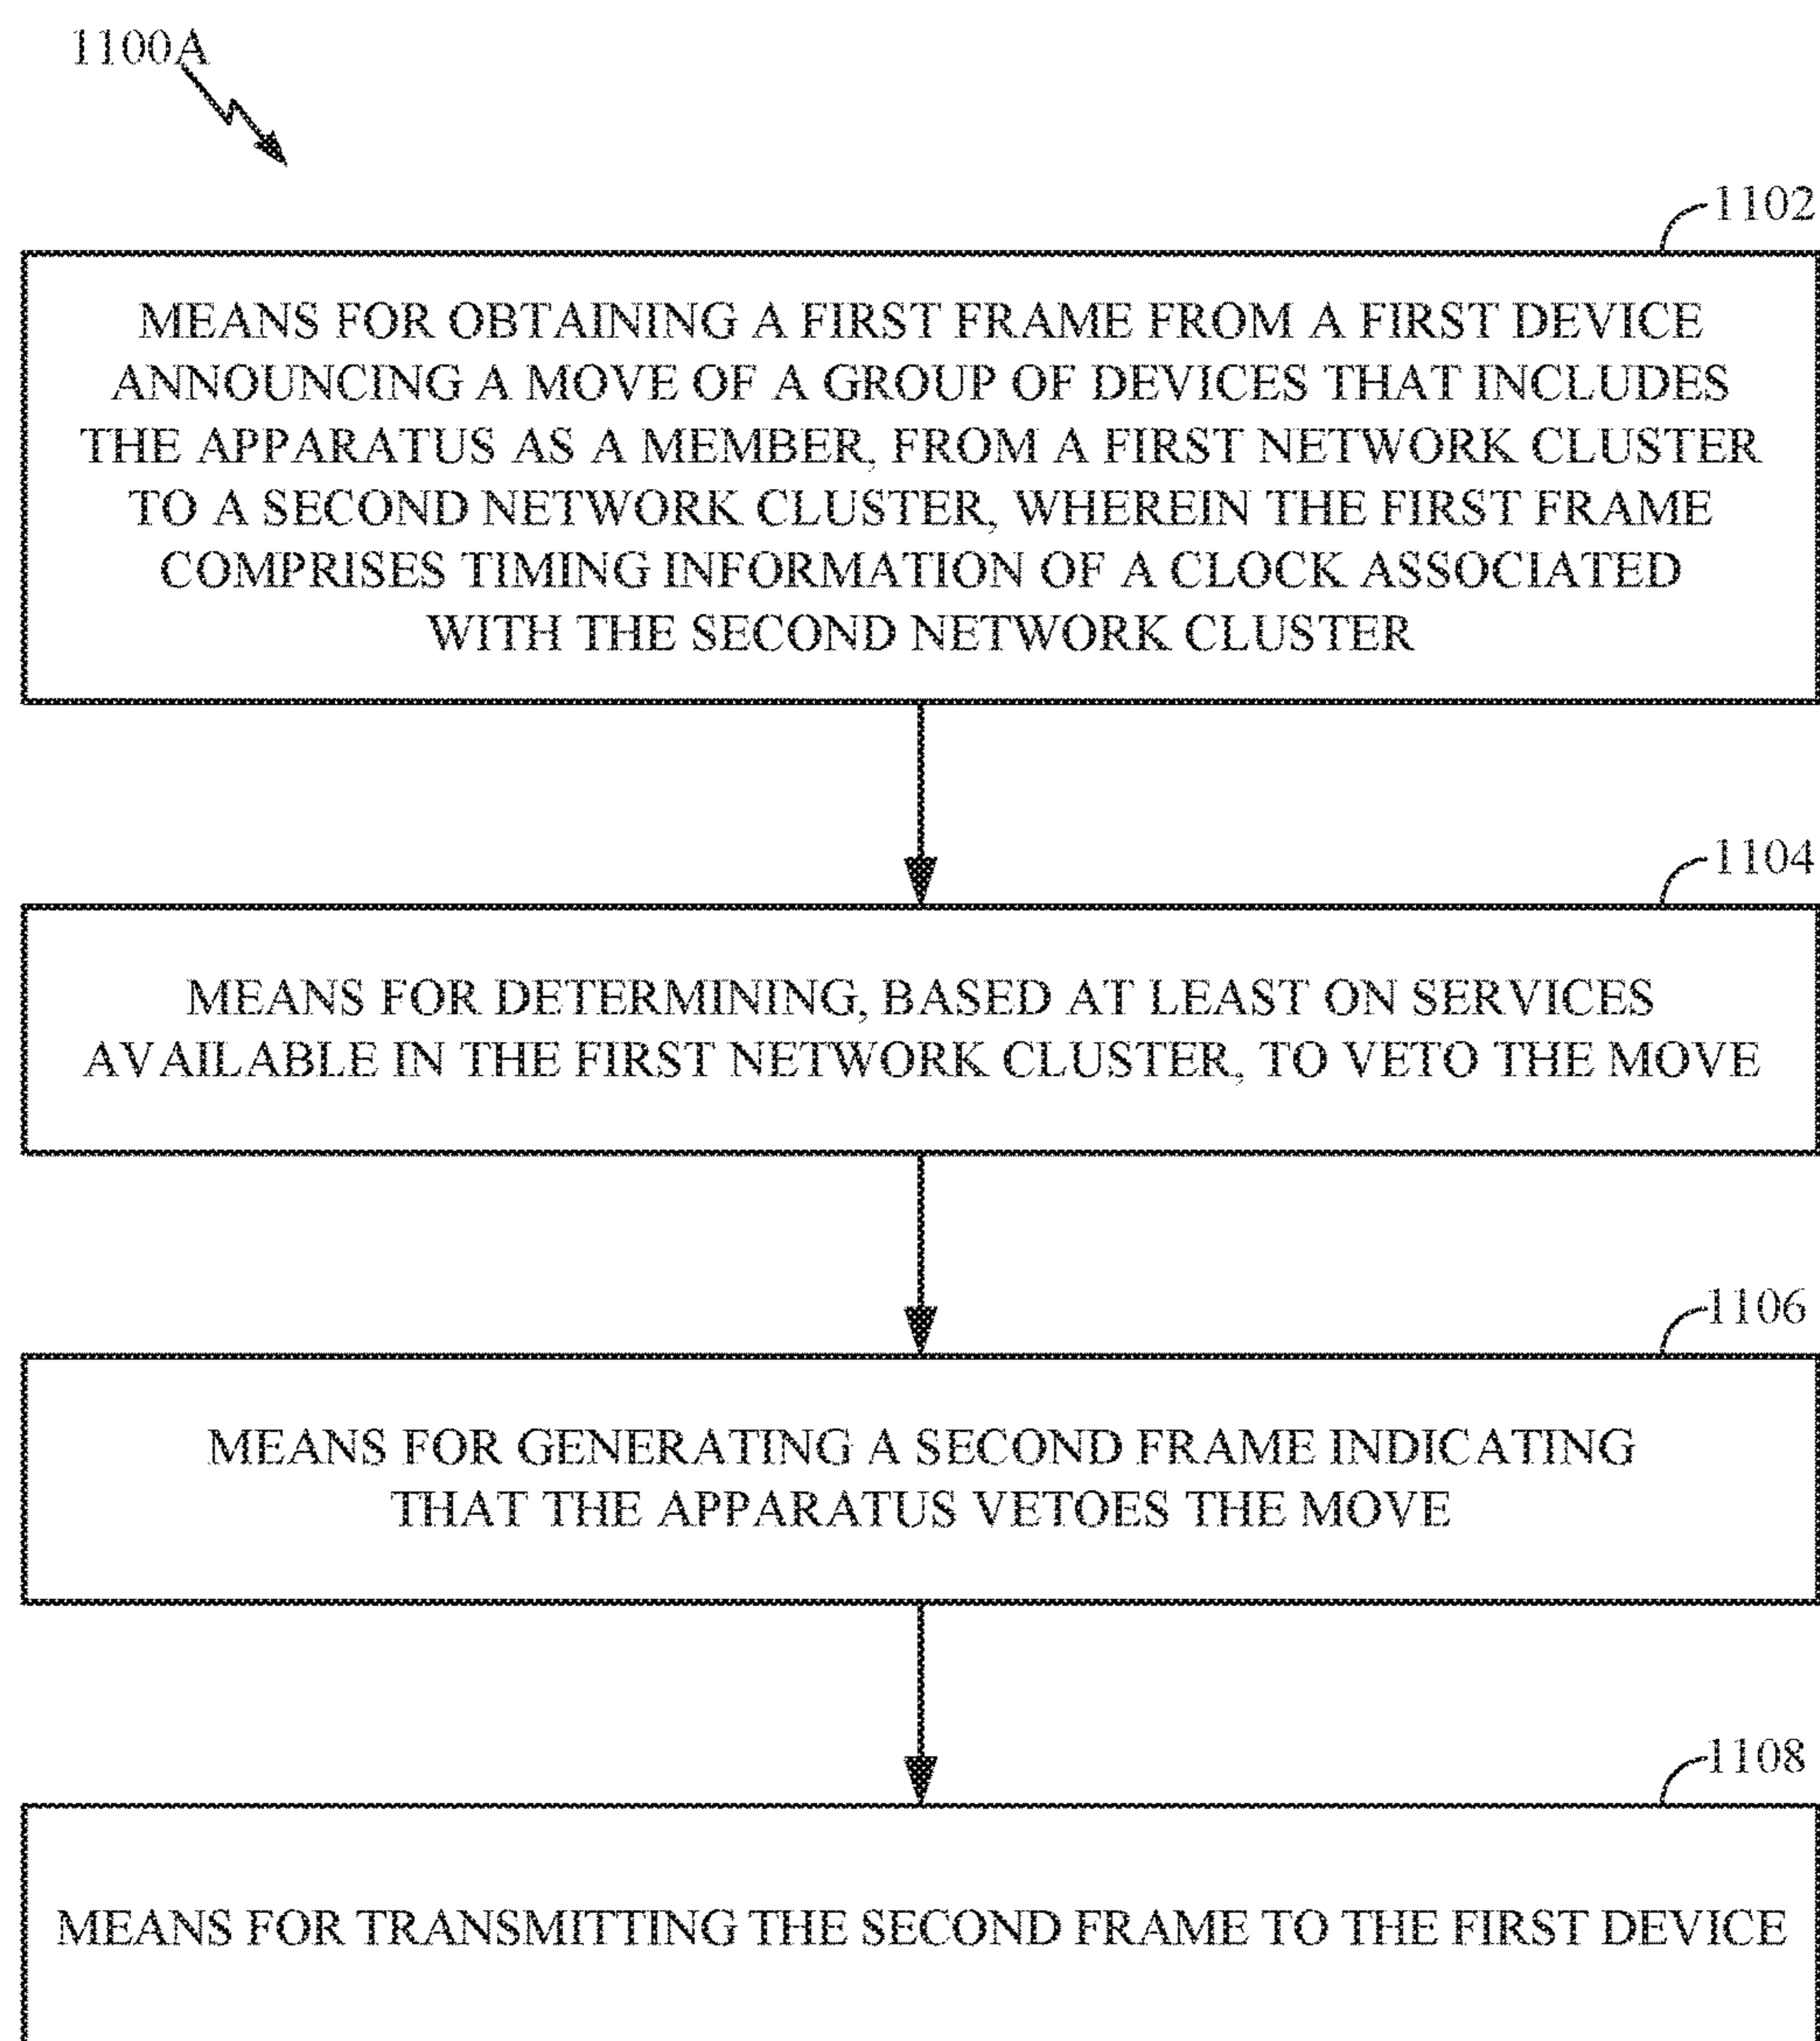 1100A
1102
MEANS FOR OBTAINING A FIRST FRAME FROM A FIRST DEVICE
ANNOUNCING A MOVE OF A GROUP OF DEVICES THAT INCLUDES
THE APPARATUS AS A MEMBER, FROM A FIRST NETWORK CLUSTER
TO A SECOND NETWORK CLUSTER, WHEREIN THE FIRST FRAME
COMPRISES TIMING INFORMATION OF A CLOCK ASSOCIATED
WITH THE SECOND NETWORK CLUSTER
1104
MEANS FOR DETERMINING, BASED AT LEAST ON SERVICES
AVAILABLE IN THE FIRST NETWORK CLUSTER, TO VETO THE MOVE
1106
MEANS FOR GENERATING A SECOND FRAME INDICATING
THAT THE APPARATUS VETOES THE MOVE
1108
MEANS FOR TRANSMITTING THE SECOND FRAME TO THE FIRST DEVICE